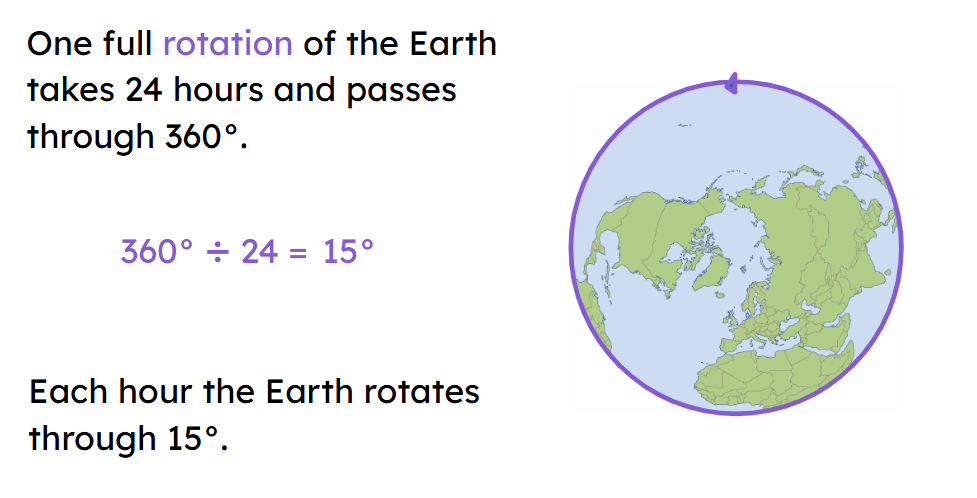 One full rotation of the Earth
takes 24 hours and passes
through 360°.
360° ÷ 24 = 15°
Each hour the Earth rotates
through 15°.